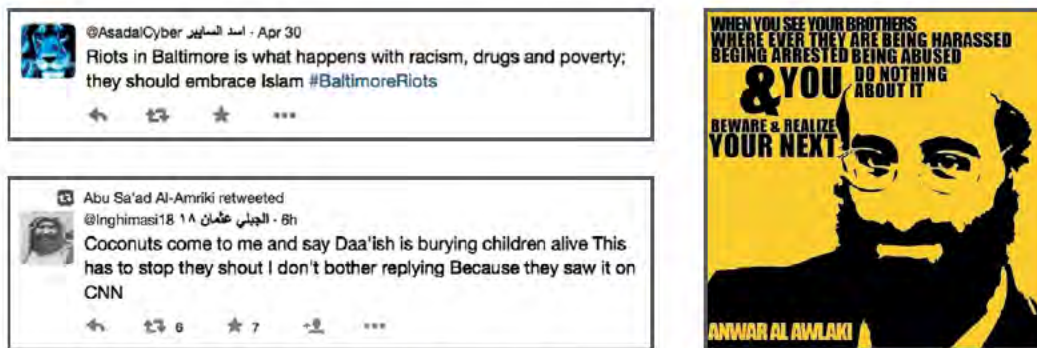 @AsadalCyber اسد السايبر · Apr 30
Riots in Baltimore is what happens with racism, drugs and poverty;
they should embrace Islam #BaltimoreRiots
Abu Sa'ad Al-Amriki retweeted
@Inghimasi18 الجبلي عثمان ١٨ · 6h
Coconuts come to me and say Daa'ish is burying children alive This
has to stop they shout I don't bother replying Because they saw it on
CNN
6 7
WHEN YOU SEE YOUR BROTHERS
WHERE EVER THEY ARE BEING HARASSED
BEGING ARRESTED BEING ABUSED
& YOU DO NOTHING
ABOUT IT
BEWARE & REALIZE
YOUR NEXT
ANWAR AL AWLAKI